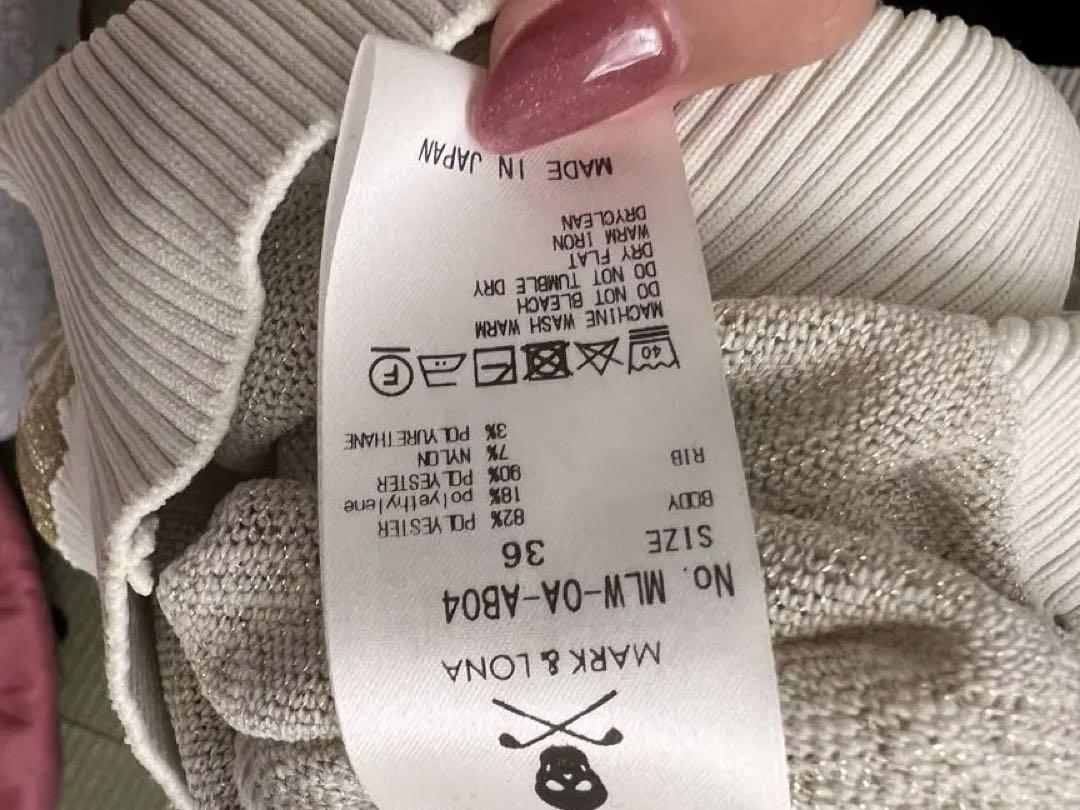 MARK & LONA
No. MLW-OA-AB04
SIZE 36
BODY 82% POLYESTER
18% polyethylene
RIB 90% POLYESTER
7% NYLON
3% POLYURETHANE
40 F
MACHINE WASH WARM
DO NOT BLEACH
DO NOT TUMBLE DRY
DRY FLAT
WARM IRON
DRYCLEAN
MADE IN JAPAN